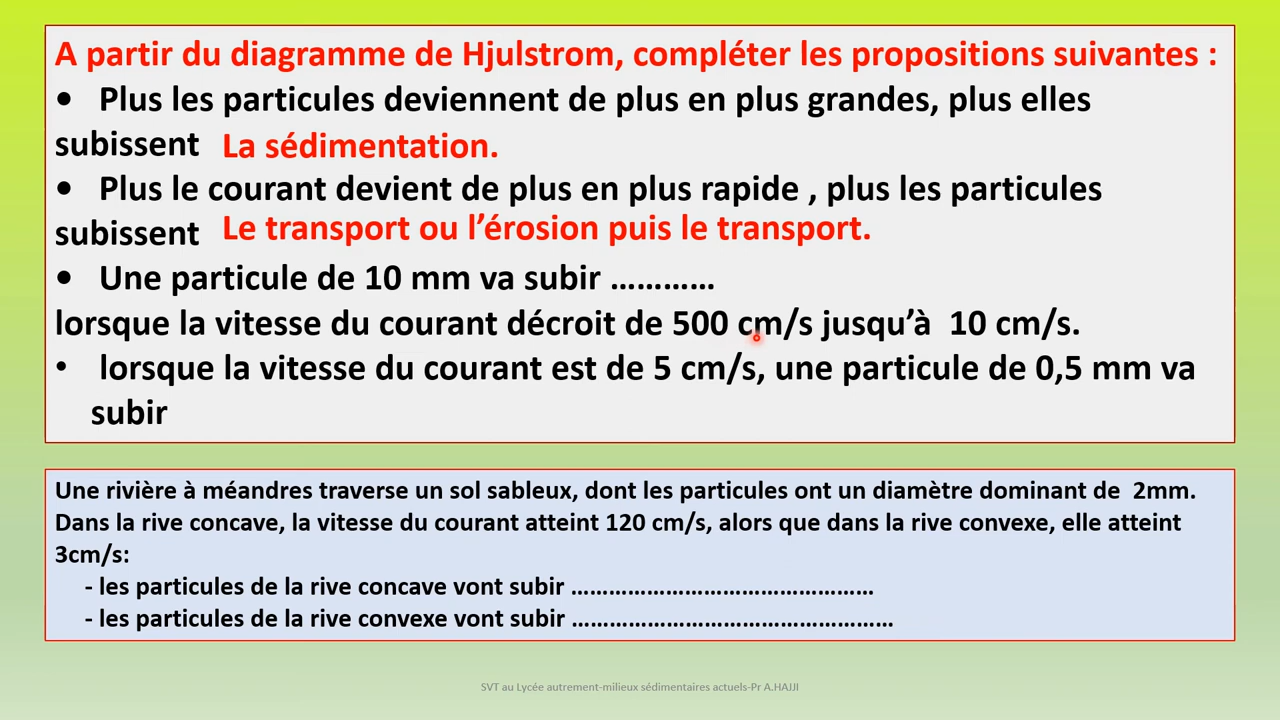 A partir du diagramme de Hjulstrom, compléter les propositions suivantes :
• Plus les particules deviennent de plus en plus grandes, plus elles
subissent La sédimentation.
• Plus le courant devient de plus en plus rapide , plus les particules
subissent Le transport ou l’érosion puis le transport.
• Une particule de 10 mm va subir …………
lorsque la vitesse du courant décroit de 500 cm/s jusqu’à 10 cm/s.
• lorsque la vitesse du courant est de 5 cm/s, une particule de 0,5 mm va
subir
Une rivière à méandres traverse un sol sableux, dont les particules ont un diamètre dominant de 2mm.
Dans la rive concave, la vitesse du courant atteint 120 cm/s, alors que dans la rive convexe, elle atteint
3cm/s:
- les particules de la rive concave vont subir …………………………………………
- les particules de la rive convexe vont subir ……………………………………………
SVT au Lycée autrement-milieux sédimentaires actuels-Pr A.HAJJI